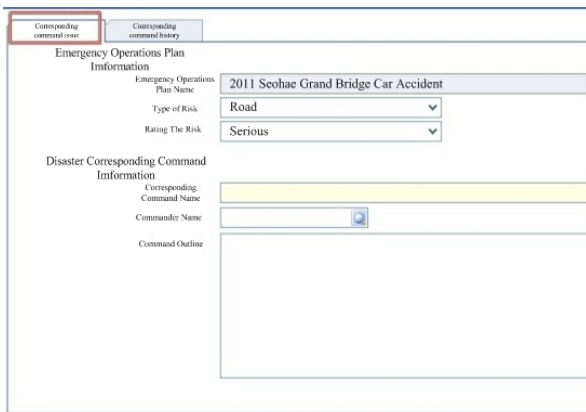 Corresponding
command issue
Corresponding
command history
Emergency Operations Plan
Imformation
Emergency Operations
Plan Name
2011 Seohae Grand Bridge Car Accident
Type of Risk
Road
Rating The Risk
Serious
Disaster Corresponding Command
Imformation
Corresponding
Command Name
Commander Name
Command Outline